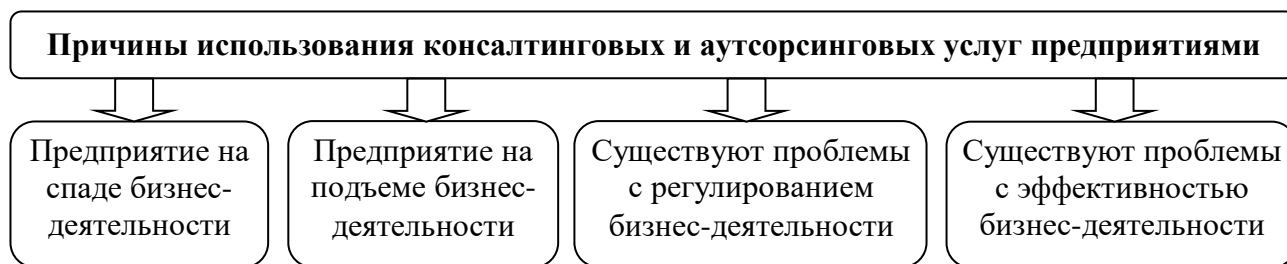 Причины использования консалтинговых и аутсорсинговых услуг предприятиями
Предприятие на
спаде бизнес-
деятельности
Предприятие на
подъеме бизнес-
деятельности
Существуют проблемы
с регулированием
бизнес-деятельности
Существуют проблемы
с эффективностью
бизнес-деятельности